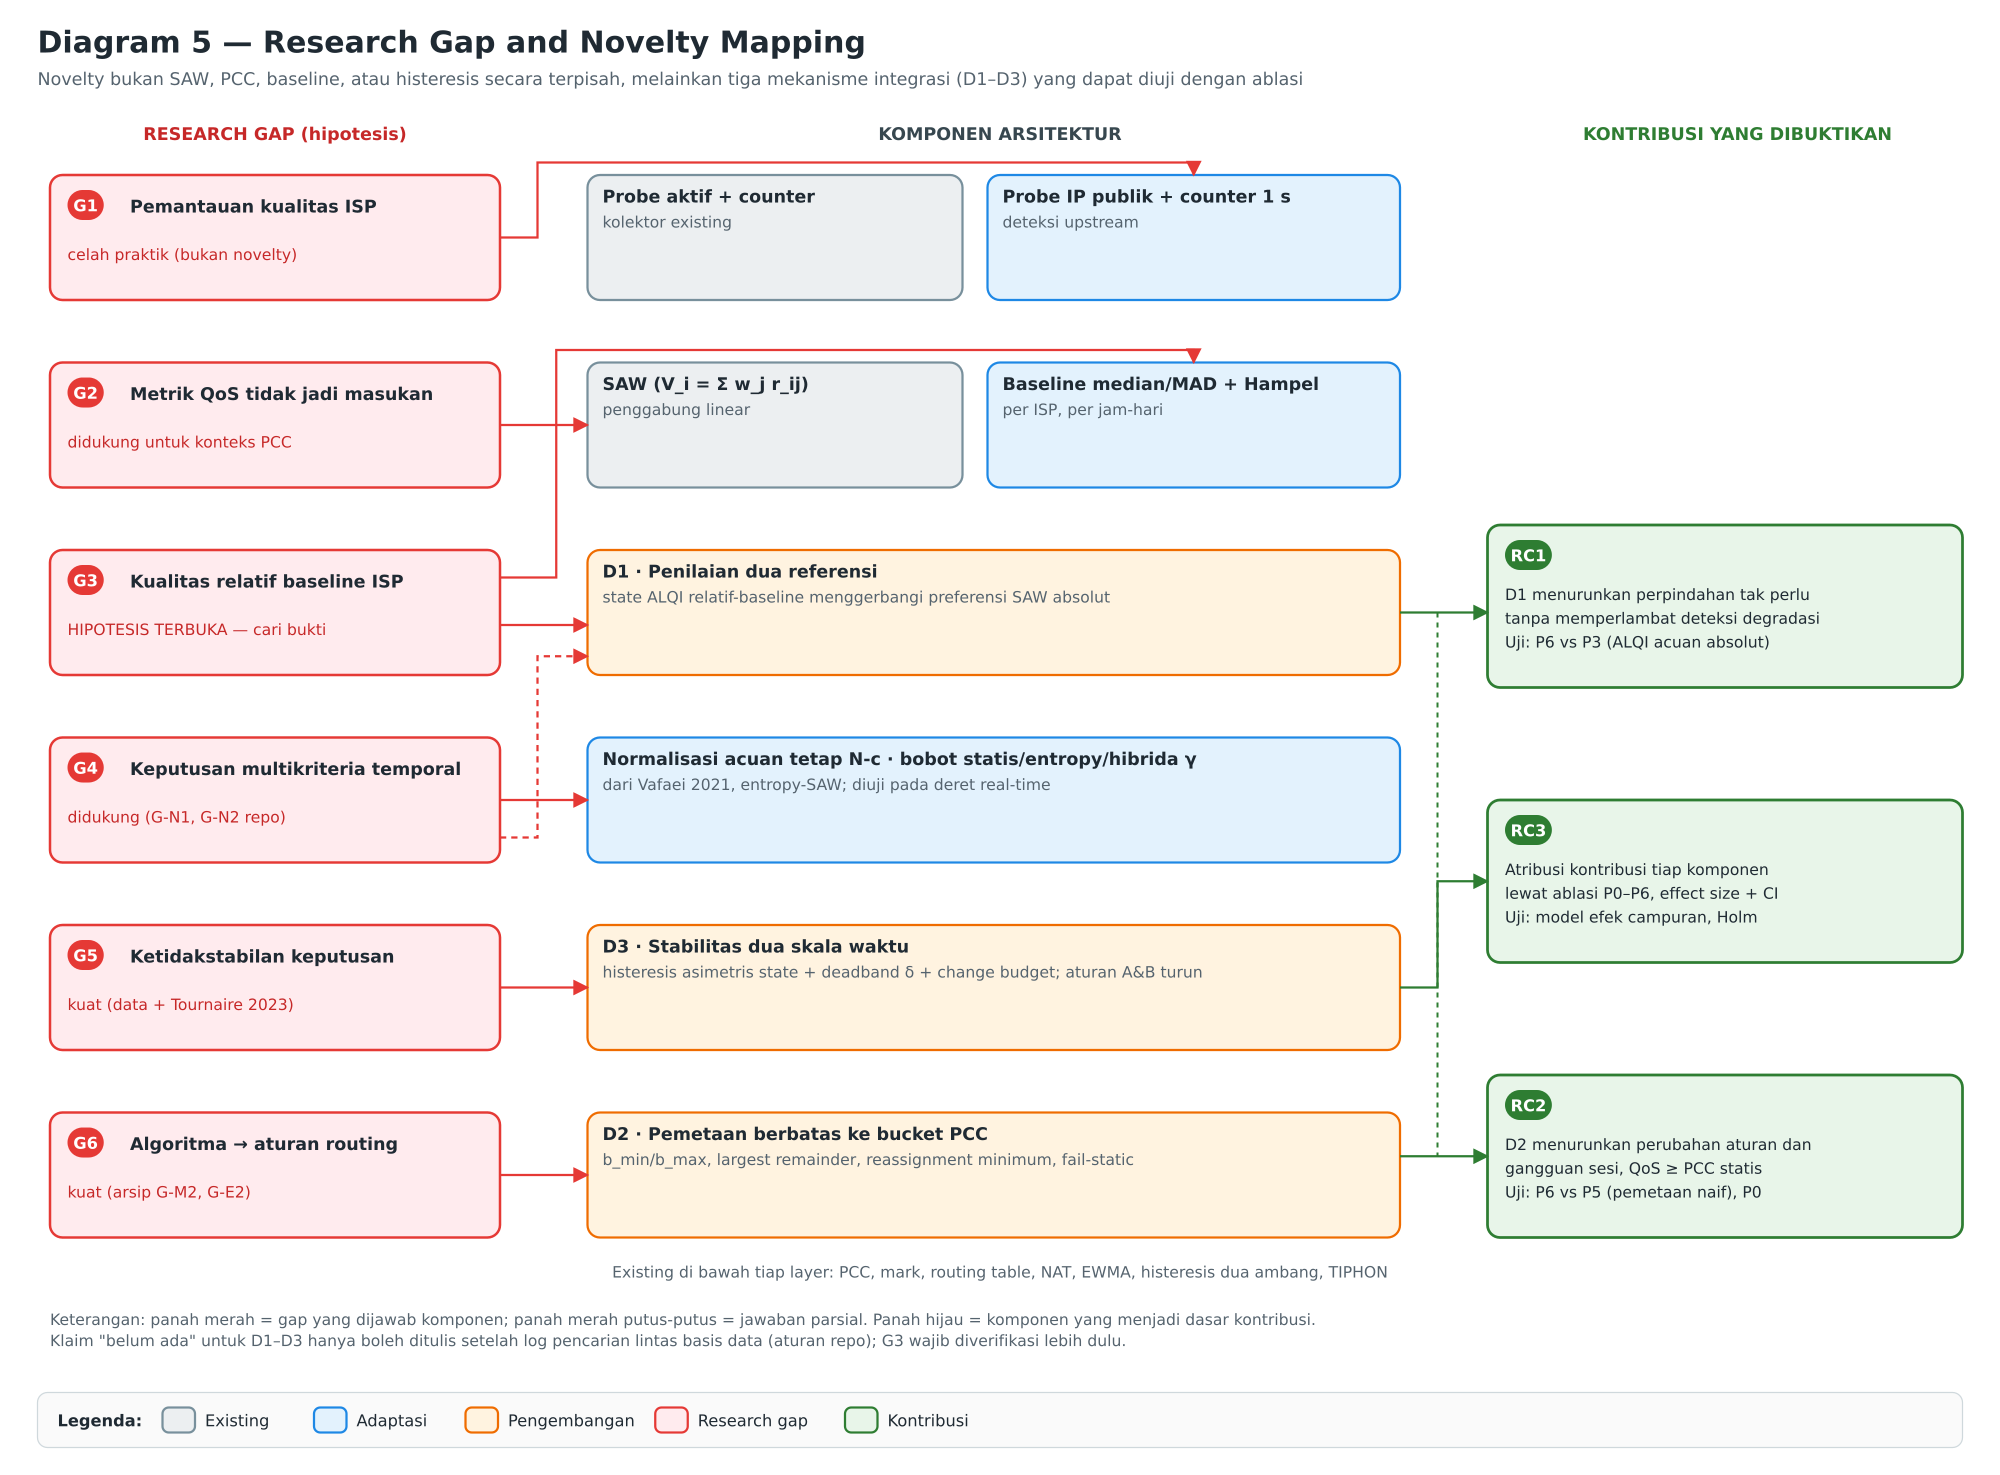 Diagram 5 — Research Gap and Novelty Mapping
Novelty bukan SAW, PCC, baseline, atau histeresis secara terpisah, melainkan tiga mekanisme integrasi (D1–D3) yang dapat diuji dengan ablasi
RESEARCH GAP (hipotesis)
KOMPONEN ARSITEKTUR
KONTRIBUSI YANG DIBUKTIKAN
G1
Pemantauan kualitas ISP
celah praktik (bukan novelty)
Probe aktif + counter
kolektor existing
Probe IP publik + counter 1 s
deteksi upstream
G2
Metrik QoS tidak jadi masukan
didukung untuk konteks PCC
SAW (V_i = Σ w_j r_ij)
penggabung linear
Baseline median/MAD + Hampel
per ISP, per jam-hari
G3
Kualitas relatif baseline ISP
HIPOTESIS TERBUKA — cari bukti
D1 · Penilaian dua referensi
state ALQI relatif-baseline menggerbangi preferensi SAW absolut
RC1
D1 menurunkan perpindahan tak perlu
tanpa memperlambat deteksi degradasi
Uji: P6 vs P3 (ALQI acuan absolut)
G4
Keputusan multikriteria temporal
didukung (G-N1, G-N2 repo)
Normalisasi acuan tetap N-c · bobot statis/entropy/hibrida γ
dari Vafaei 2021, entropy-SAW; diuji pada deret real-time
RC3
Atribusi kontribusi tiap komponen
lewat ablasi P0–P6, effect size + CI
Uji: model efek campuran, Holm
G5
Ketidakstabilan keputusan
kuat (data + Tournaire 2023)
D3 · Stabilitas dua skala waktu
histeresis asimetris state + deadband δ + change budget; aturan A&B turun
G6
Algoritma → aturan routing
kuat (arsip G-M2, G-E2)
D2 · Pemetaan berbatas ke bucket PCC
b_min/b_max, largest remainder, reassignment minimum, fail-static
RC2
D2 menurunkan perubahan aturan dan
gangguan sesi, QoS ≥ PCC statis
Uji: P6 vs P5 (pemetaan naif), P0
Existing di bawah tiap layer: PCC, mark, routing table, NAT, EWMA, histeresis dua ambang, TIPHON
Keterangan: panah merah = gap yang dijawab komponen; panah merah putus-putus = jawaban parsial. Panah hijau = komponen yang menjadi dasar kontribusi.
Klaim "belum ada" untuk D1–D3 hanya boleh ditulis setelah log pencarian lintas basis data (aturan repo); G3 wajib diverifikasi lebih dulu.
Legenda:
Existing
Adaptasi
Pengembangan
Research gap
Kontribusi